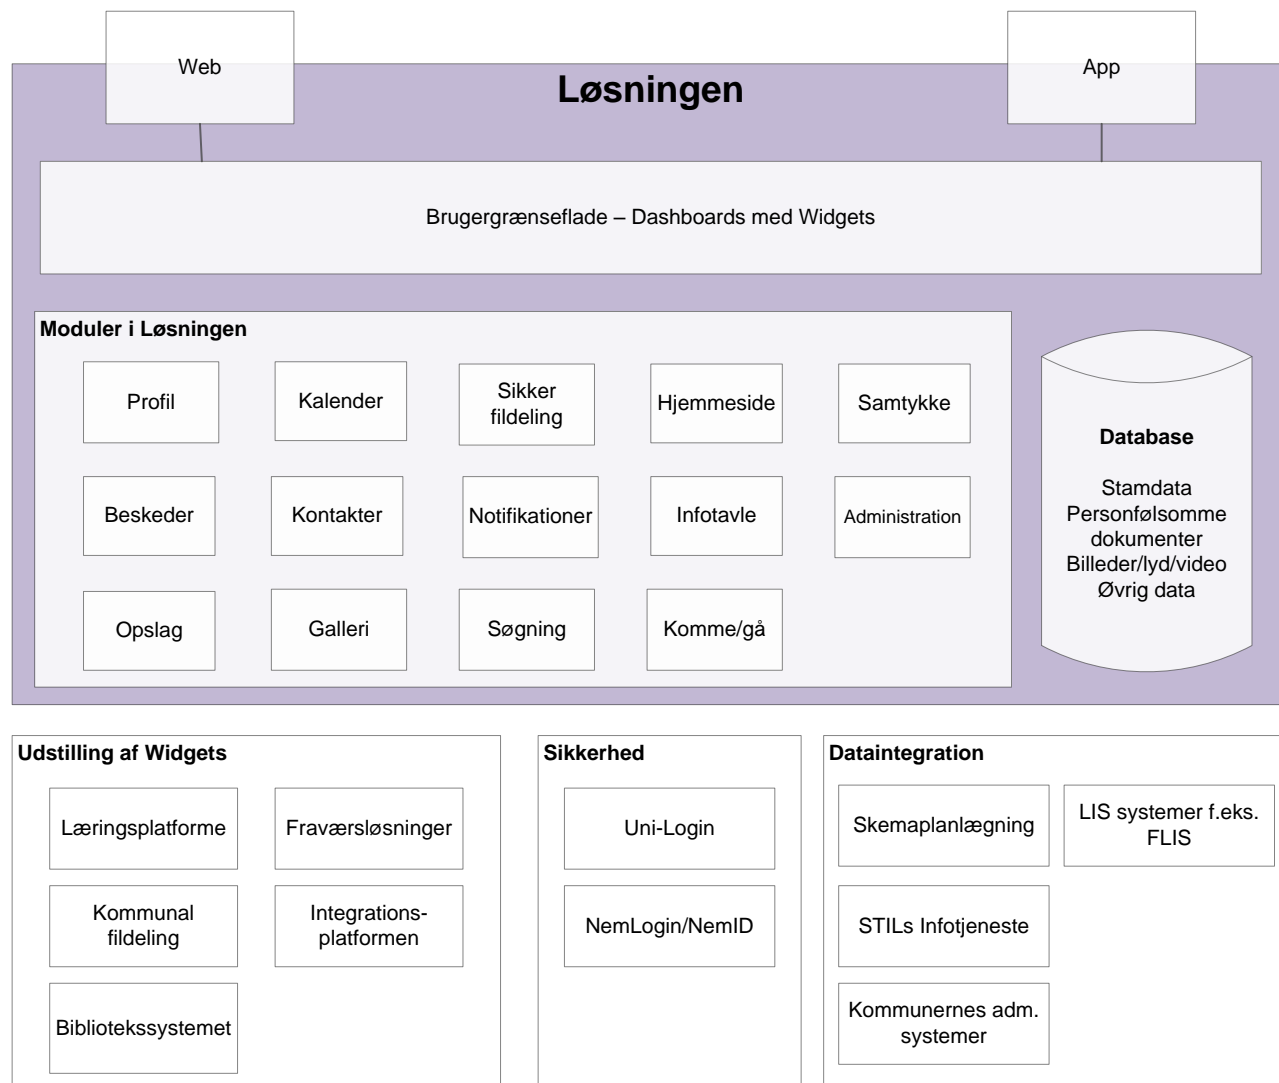 Web
App
Løsningen
Brugergrænseflade – Dashboards med Widgets
Moduler i Løsningen
Profil
Kalender
Sikker
fildeling
Hjemmeside
Samtykke
Beskeder
Kontakter
Notifikationer
Infotavle
Administration
Opslag
Galleri
Søgning
Komme/gå
Database
Stamdata
Personfølsomme
dokumenter
Billeder/lyd/video
Øvrig data
Udstilling af Widgets
Læringsplatforme
Fraværsløsninger
Kommunal
fildeling
Integrations-
platformen
Bibliotekssystemet
Sikkerhed
Uni-Login
NemLogin/NemID
Dataintegration
Skemaplanlægning
LIS systemer f.eks.
FLIS
STILs Infotjeneste
Kommunernes adm.
systemer